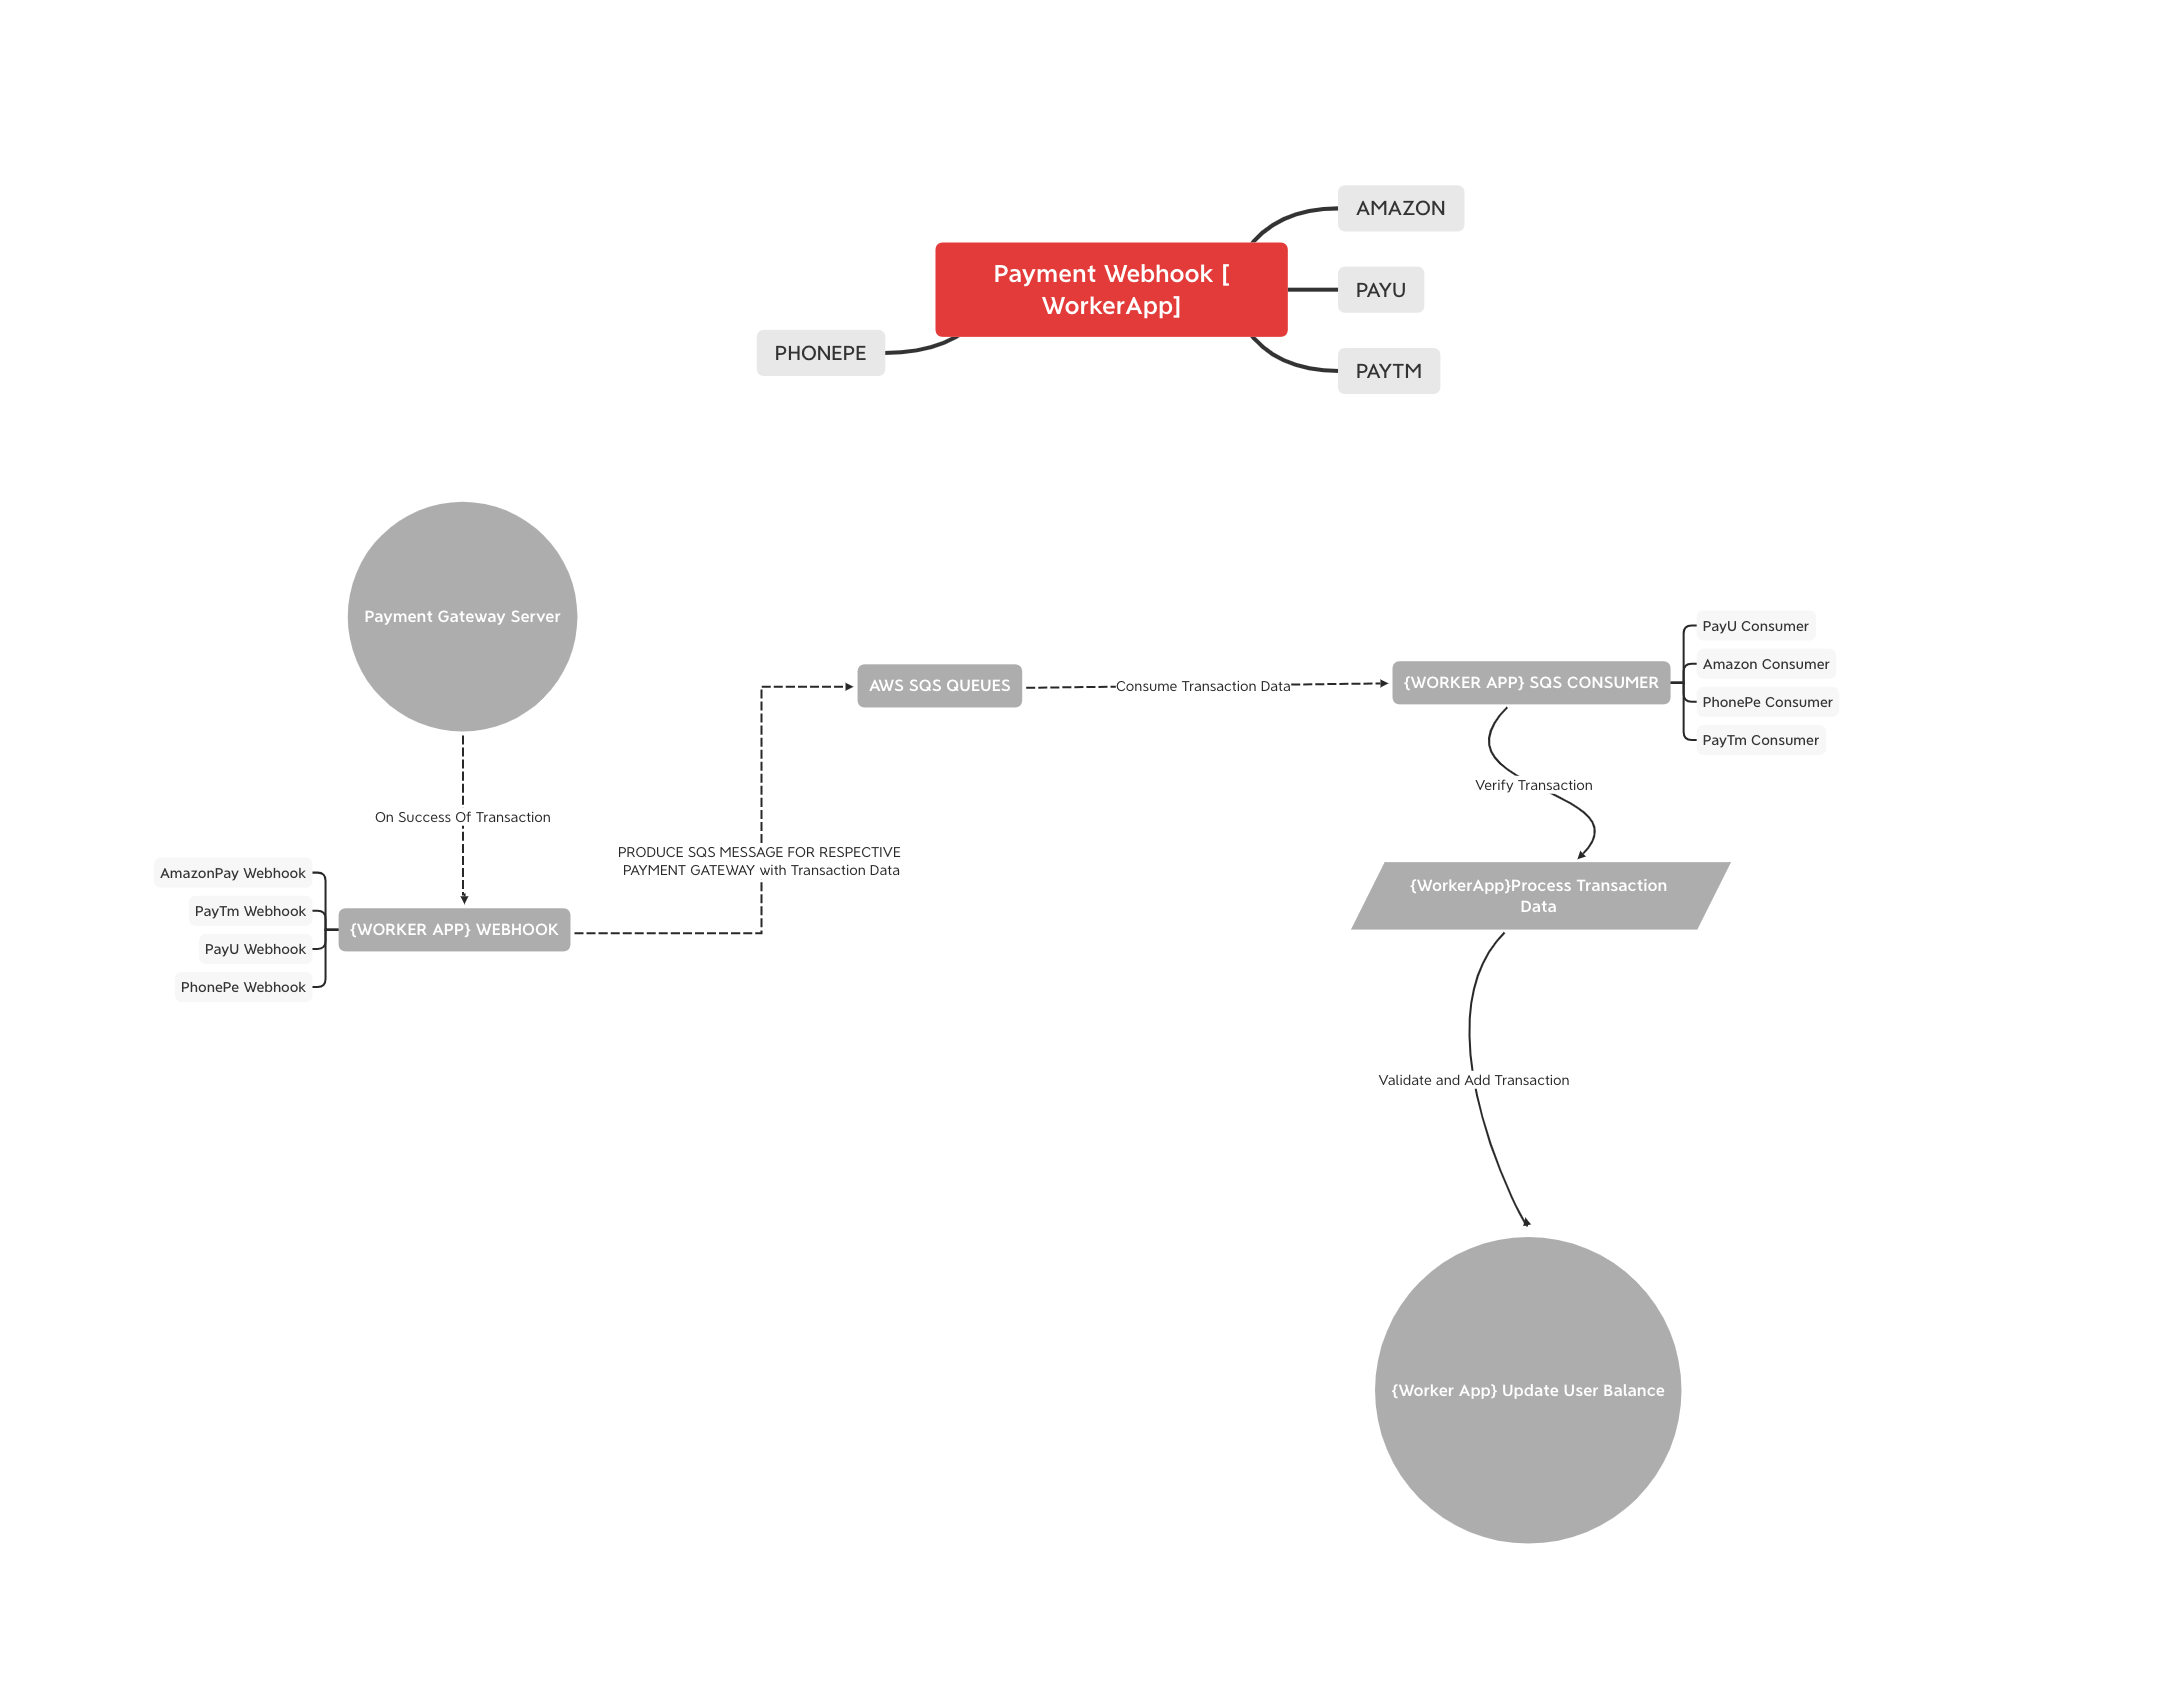 AMAZON
Payment Webhook [
WorkerApp]
PAYU
PHONEPE
PAYTM
Payment Gateway Server
On Success Of Transaction
AmazonPay Webhook
PayTm Webhook
PayU Webhook
PhonePe Webhook
{WORKER APP} WEBHOOK
PRODUCE SQS MESSAGE FOR RESPECTIVE
PAYMENT GATEWAY with Transaction Data
AWS SQS QUEUES
Consume Transaction Data
{WORKER APP} SQS CONSUMER
PayU Consumer
Amazon Consumer
PhonePe Consumer
PayTm Consumer
Verify Transaction
{WorkerApp}Process Transaction
Data
Validate and Add Transaction
{Worker App} Update User Balance